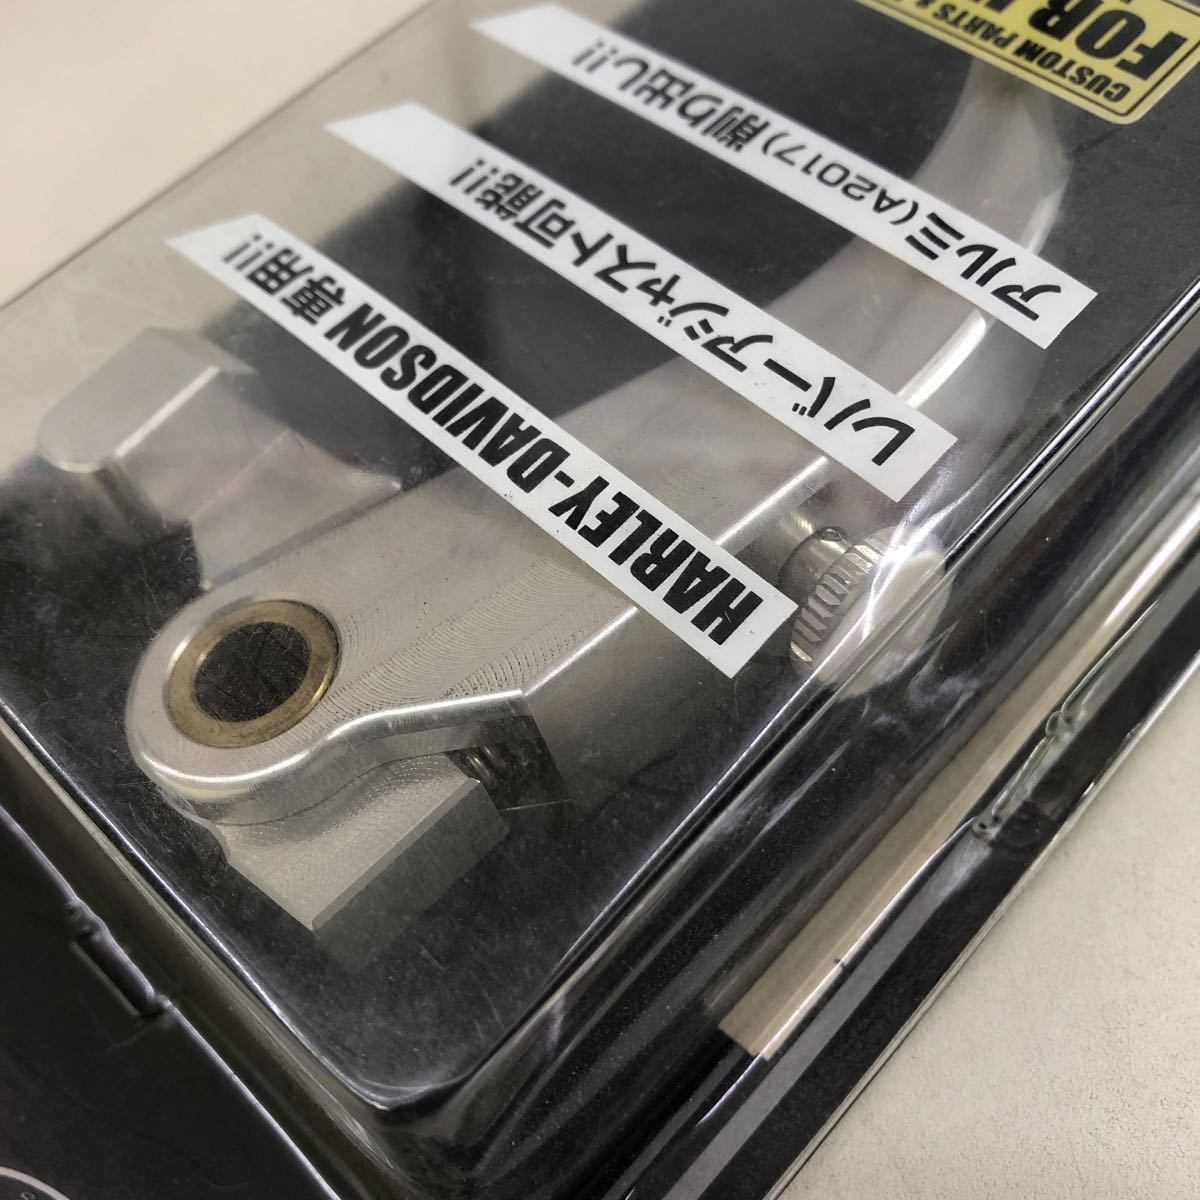 CUSTOM PARTS &
FOR
アルミ(A2017)削り出し!!
レバーアジャスト可能!!
HARLEY-DAVIDSON 専用!!